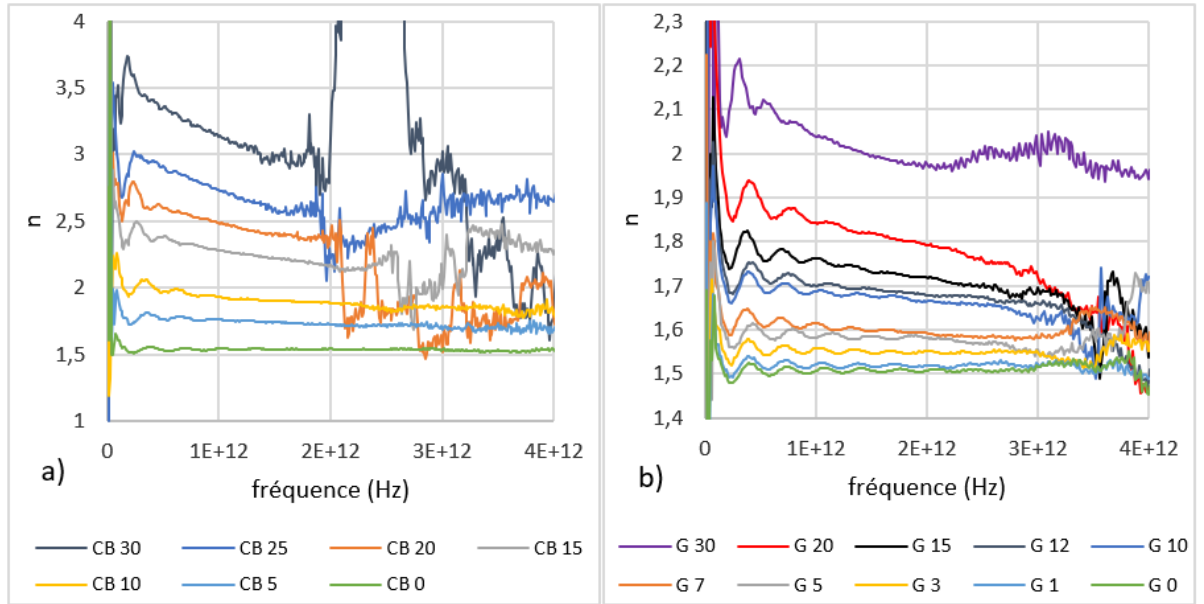 4
3,5
3
2,5
2
1,5
1
n
0
1E+12
2E+12
3E+12
4E+12
a)
fréquence (Hz)
CB 30
CB 25
CB 20
CB 15
CB 10
CB 5
CB 0
2,3
2,2
2,1
2
1,9
1,8
1,7
1,6
1,5
1,4
n
0
1E+12
2E+12
3E+12
4E+12
b)
fréquence (Hz)
G 30
G 20
G 15
G 12
G 10
G 7
G 5
G 3
G 1
G 0